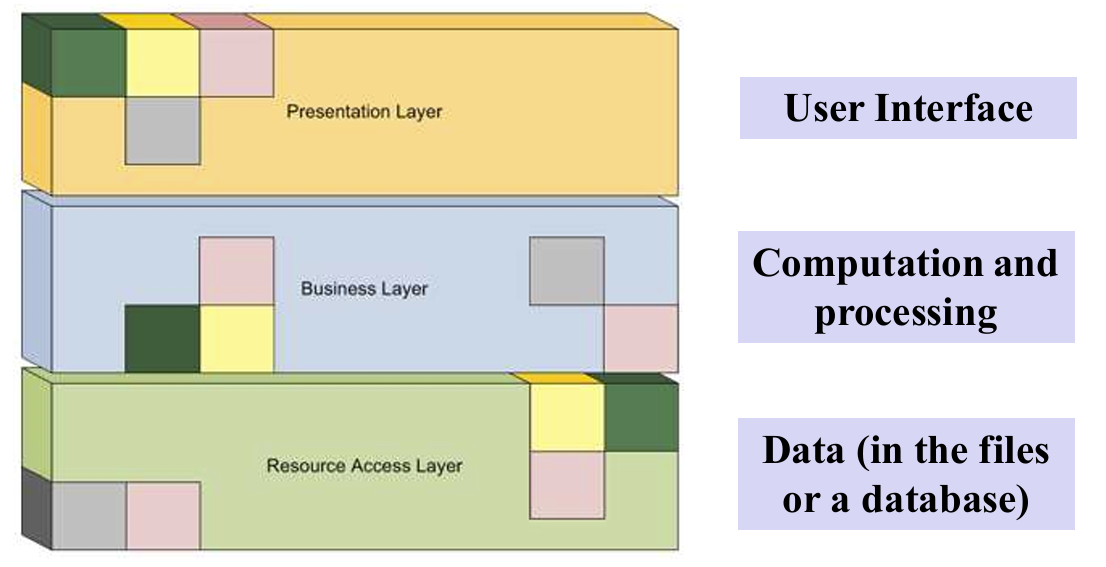 Presentation Layer
User Interface
Business Layer
Computation and
processing
Resource Access Layer
Data (in the files
or a database)